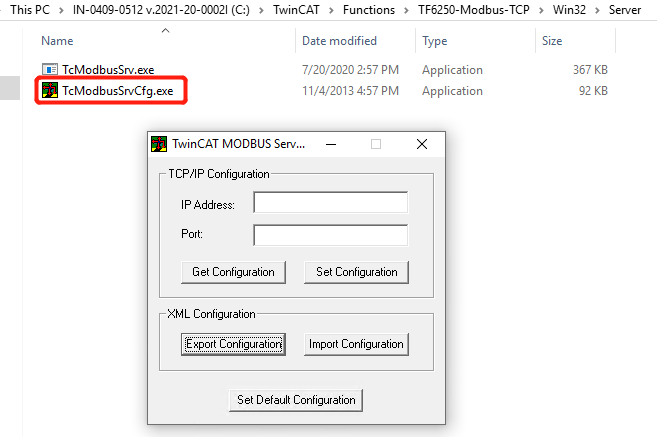 This PC > IN-0409-0512 v.2021-20-0002I (C:) > TwinCAT > Functions > TF6250-Modbus-TCP > Win32 > Server
Name Date modified Type Size
TcModbusSrv.exe 7/20/2020 2:57 PM Application 367 KB
TcModbusSrvCfg.exe 11/4/2013 4:57 PM Application 92 KB
TwinCAT MODBUS Serv...
TCP/IP Configuration
IP Address:
Port:
Get Configuration Set Configuration
XML Configuration
Export Configuration Import Configuration
Set Default Configuration